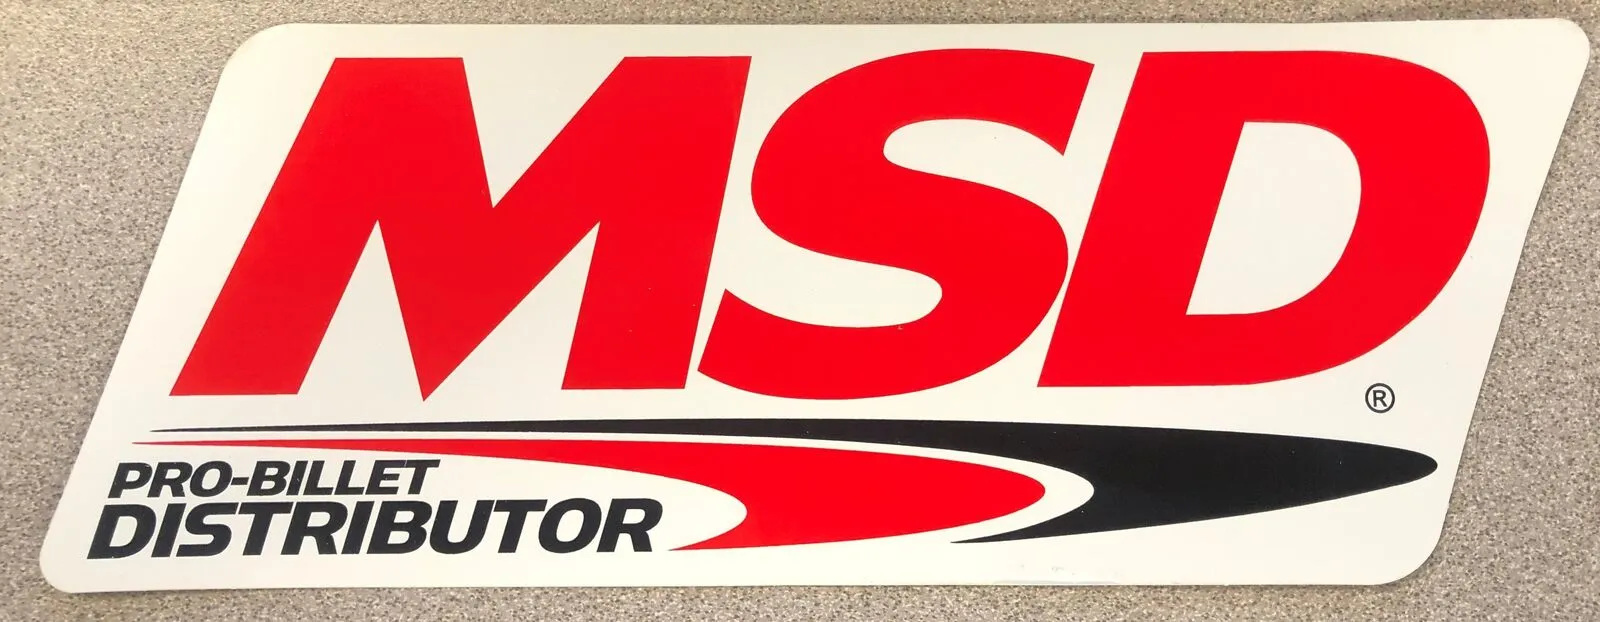 MSD
®
PRO-BILLET
DISTRIBUTOR